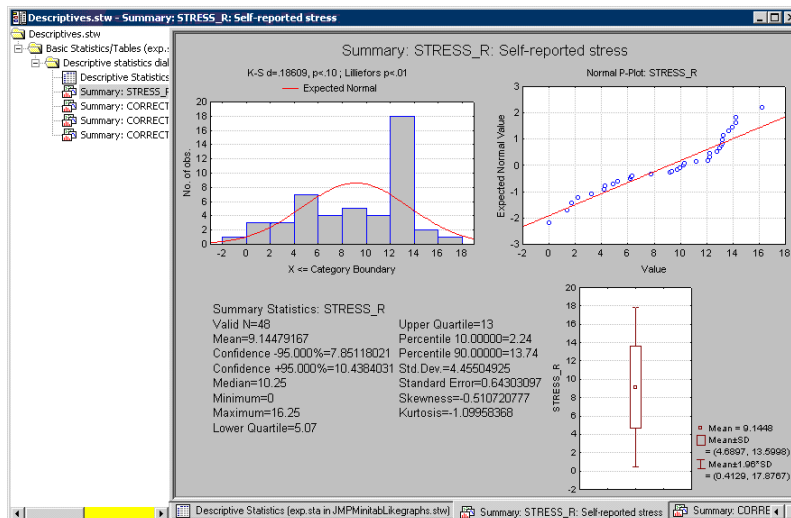 Descriptives.stw - Summary: STRESS_R: Self-reported stress
Descriptives.stw
Basic Statistics/Tables (exp.s
Descriptive statistics dial
Descriptive Statistics
Summary: STRESS_F
Summary: CORRECT
Summary: CORRECT
Summary: CORRECT
Summary: STRESS_R: Self-reported stress
K-S d=.18609, p<.10 ; Lilliefors p<.01
Expected Normal
20
18
16
14
12
10
8
6
4
2
0
No. of obs.
-2 0 2 4 6 8 10 12 14 16 18
X <= Category Boundary
Normal P-Plot: STRESS_R
3
2
1
0
-1
-2
-3
Expected Normal Value
-2 0 2 4 6 8 10 12 14 16 18
Value
Summary Statistics: STRESS_R
Valid N=48
Mean=9.14479167
Confidence -95.000%=7.85118021
Confidence +95.000%=10.4384031
Median=10.25
Minimum=0
Maximum=16.25
Lower Quartile=5.07
Upper Quartile=13
Percentile 10.00000=2.24
Percentile 90.00000=13.74
Std.Dev.=4.45504925
Standard Error=0.64303097
Skewness=-0.510720777
Kurtosis=-1.09958368
20
18
16
14
12
10
8
6
4
2
0
-2
STRESS_R
Mean = 9.1448
Mean±SD
= (4.6897, 13.5998)
Mean±1.96*SD
= (0.4129, 17.8767)
Descriptive Statistics (exp.sta in JMPMinitabLikegraphs.stw)
Summary: STRESS_R: Self-reported stress
Summary: CORRE